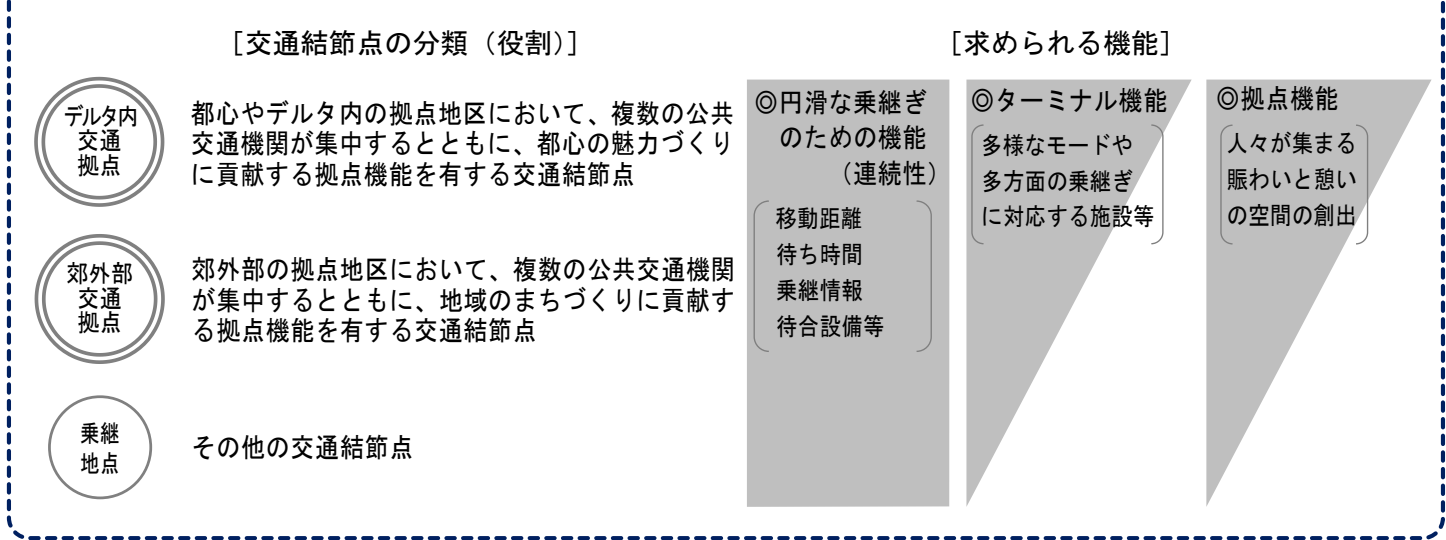 [交通結節点の分類（役割）]
[求められる機能]
デルタ内
交通
拠点
都心やデルタ内の拠点地区において、複数の公共
交通機関が集中するとともに、都心の魅力づくり
に貢献する拠点機能を有する交通結節点
郊外部
交通
拠点
郊外部の拠点地区において、複数の公共交通機関
が集中するとともに、地域のまちづくりに貢献す
る拠点機能を有する交通結節点
乗継
地点
その他の交通結節点
◎円滑な乗継ぎ
のための機能
（連続性）
移動距離
待ち時間
乗継情報
待合設備等
◎ターミナル機能
多様なモードや
多方面の乗継ぎ
に対応する施設等
◎拠点機能
人々が集まる
賑わいと憩い
の空間の創出